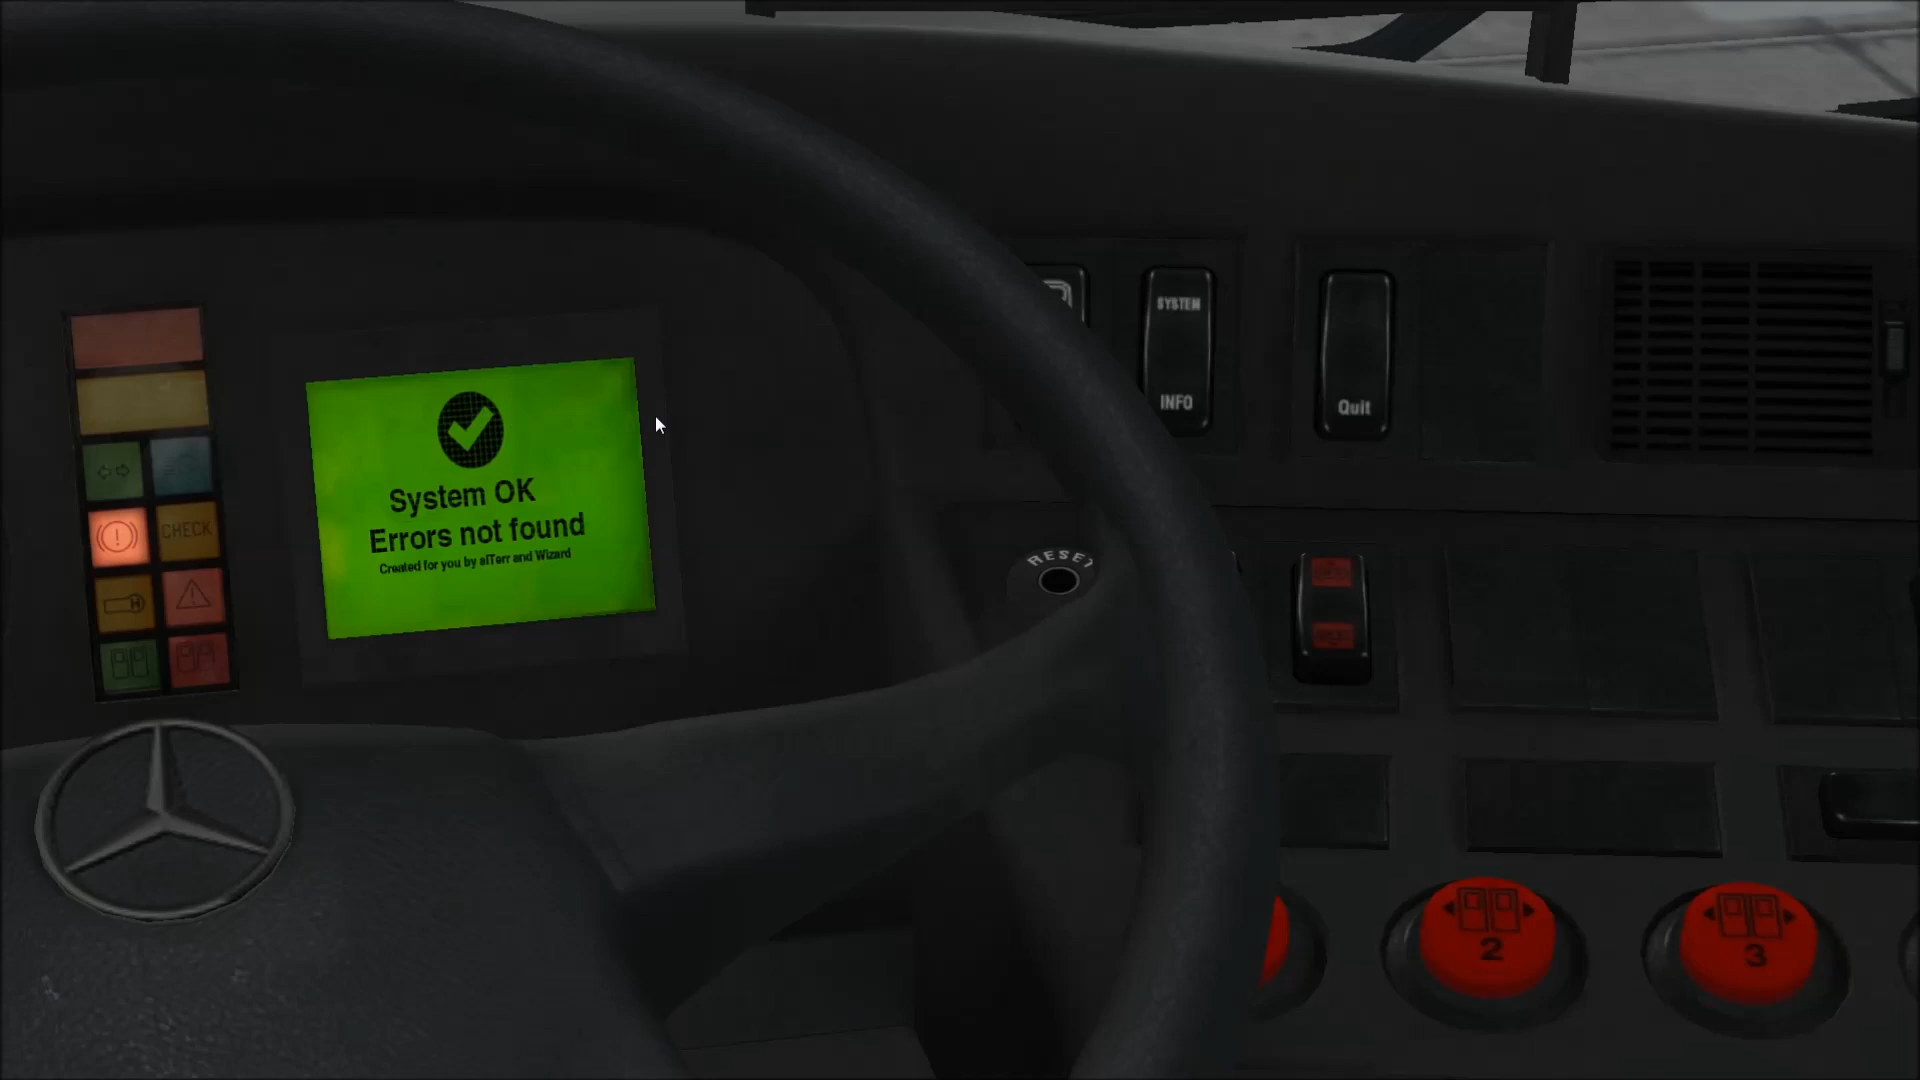 System OK
Errors not found
Created for you by alTerr and Wizard
CHECK
SYSTEM
INFO
Quit
RESET
2
3